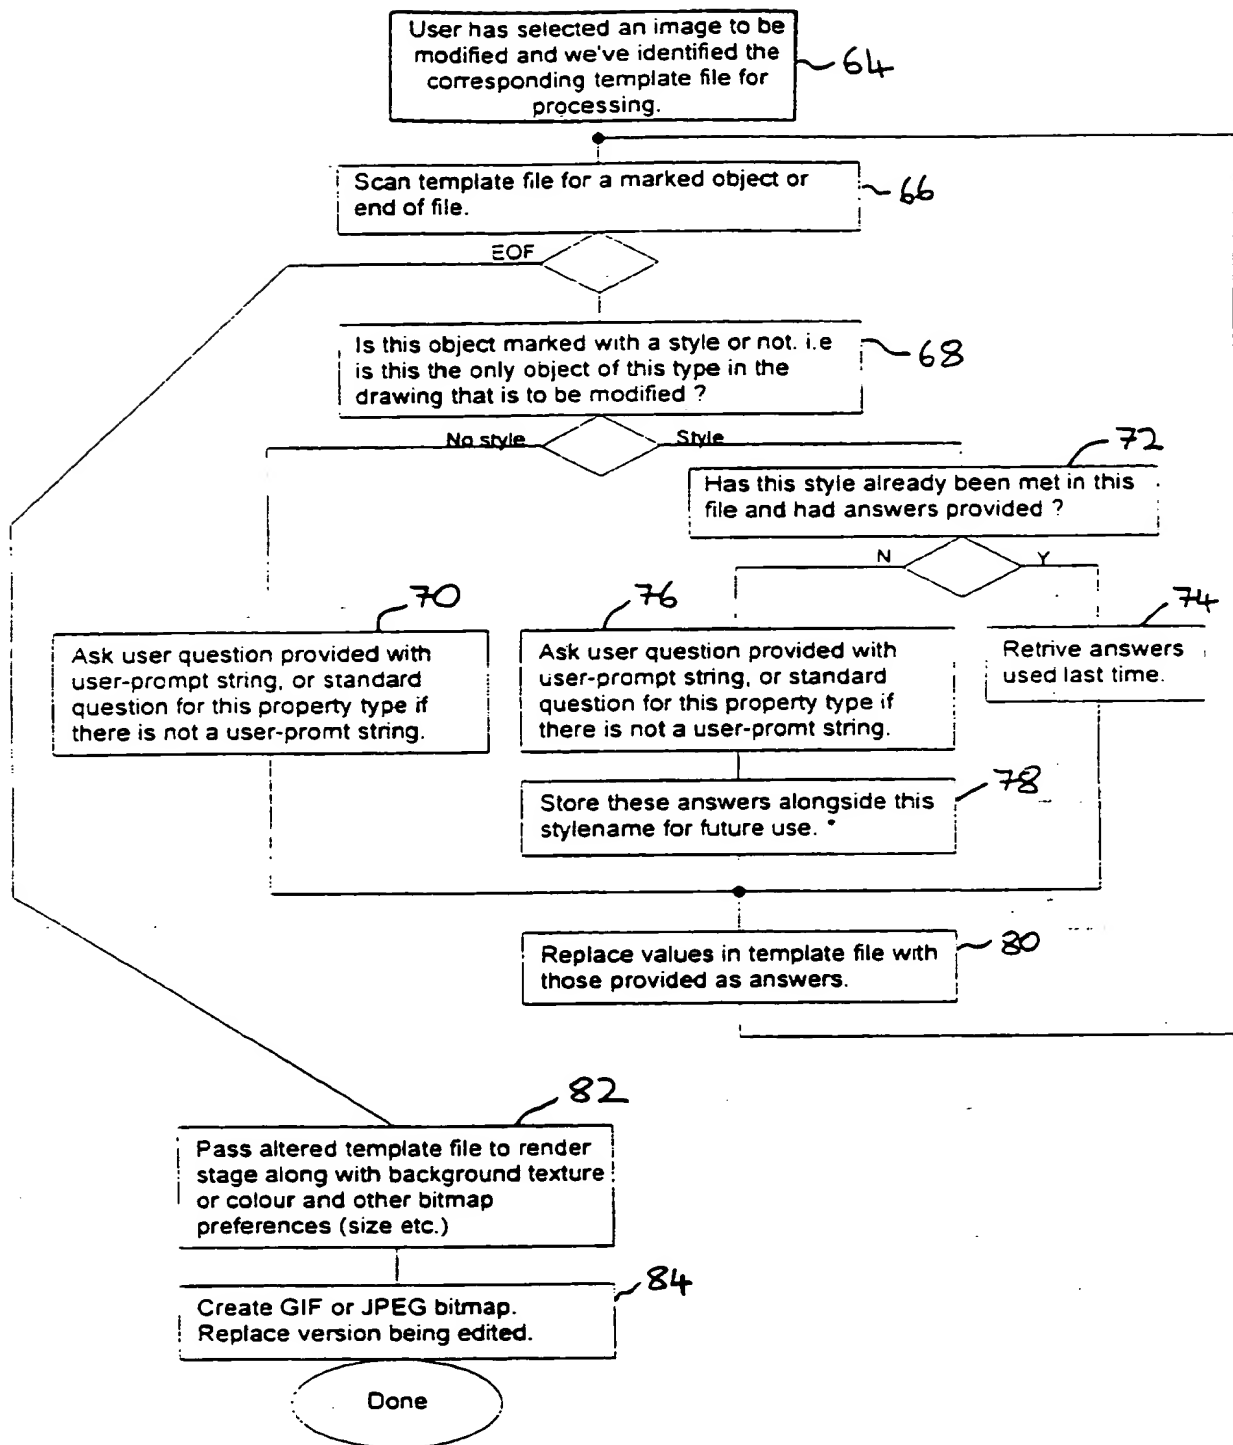 User has selected an image to be
modified and we've identified the
corresponding template file for
processing.
64
Scan template file for a marked object or
end of file.
66
EOF
Is this object marked with a style or not. i.e
is this the only object of this type in the
drawing that is to be modified ?
68
No style
Style
72
Has this style already been met in this
file and had answers provided ?
N
Y
70
76
74
Ask user question provided with
user-prompt string, or standard
question for this property type if
there is not a user-promt string.
Ask user question provided with
user-prompt string, or standard
question for this property type if
there is not a user-promt string.
Retrive answers
used last time.
78
Store these answers alongside this
stylename for future use.
80
Replace values in template file with
those provided as answers.
82
Pass altered template file to render
stage along with background texture
or colour and other bitmap
preferences (size etc.)
84
Create GIF or JPEG bitmap.
Replace version being edited.
Done